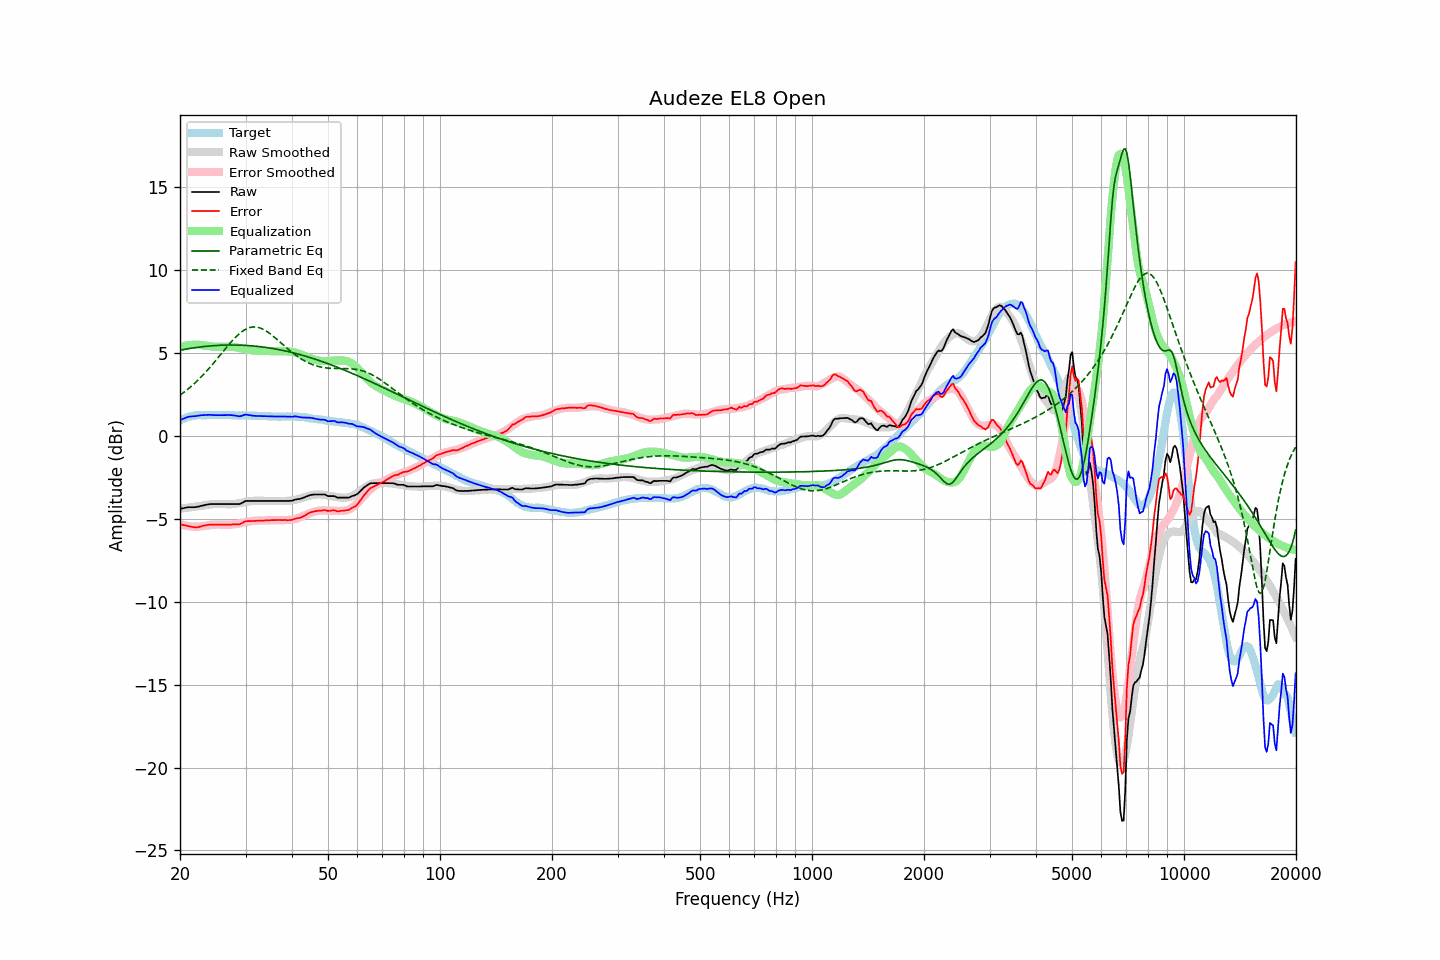 Audeze EL8 Open
Target
Raw Smoothed
Error Smoothed
Raw
Error
Equalization
Parametric Eq
Fixed Band Eq
Equalized
Amplitude (dBr)
15
10
5
0
−5
−10
−15
−20
−25
20 50 100 200 500 1000 2000 5000 10000 20000
Frequency (Hz)